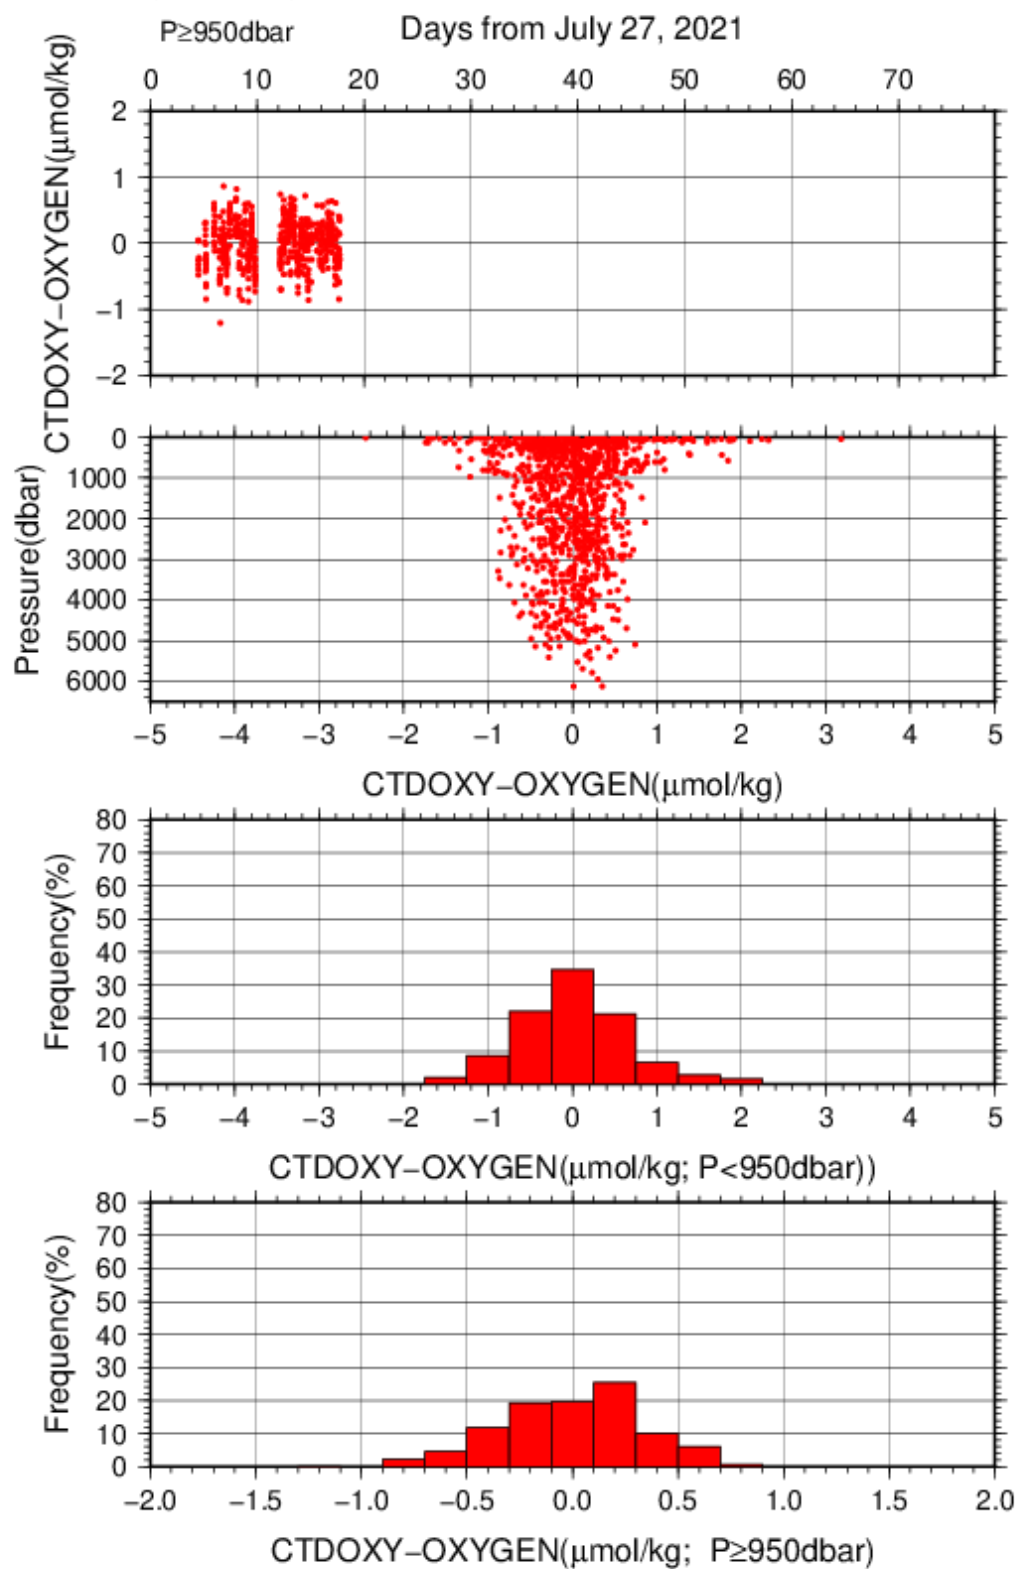 P≥950dbar
Days from July 27, 2021
0 10 20 30 40 50 60 70
CTDOXY−OXYGEN(μmol/kg)
2
1
0
−1
−2
Pressure(dbar)
0
1000
2000
3000
4000
5000
6000
−5 −4 −3 −2 −1 0 1 2 3 4 5
CTDOXY−OXYGEN(μmol/kg)
Frequency(%)
80
70
60
50
40
30
20
10
0
−5 −4 −3 −2 −1 0 1 2 3 4 5
CTDOXY−OXYGEN(μmol/kg; P<950dbar))
Frequency(%)
80
70
60
50
40
30
20
10
0
−2.0 −1.5 −1.0 −0.5 0.0 0.5 1.0 1.5 2.0
CTDOXY−OXYGEN(μmol/kg; P≥950dbar)